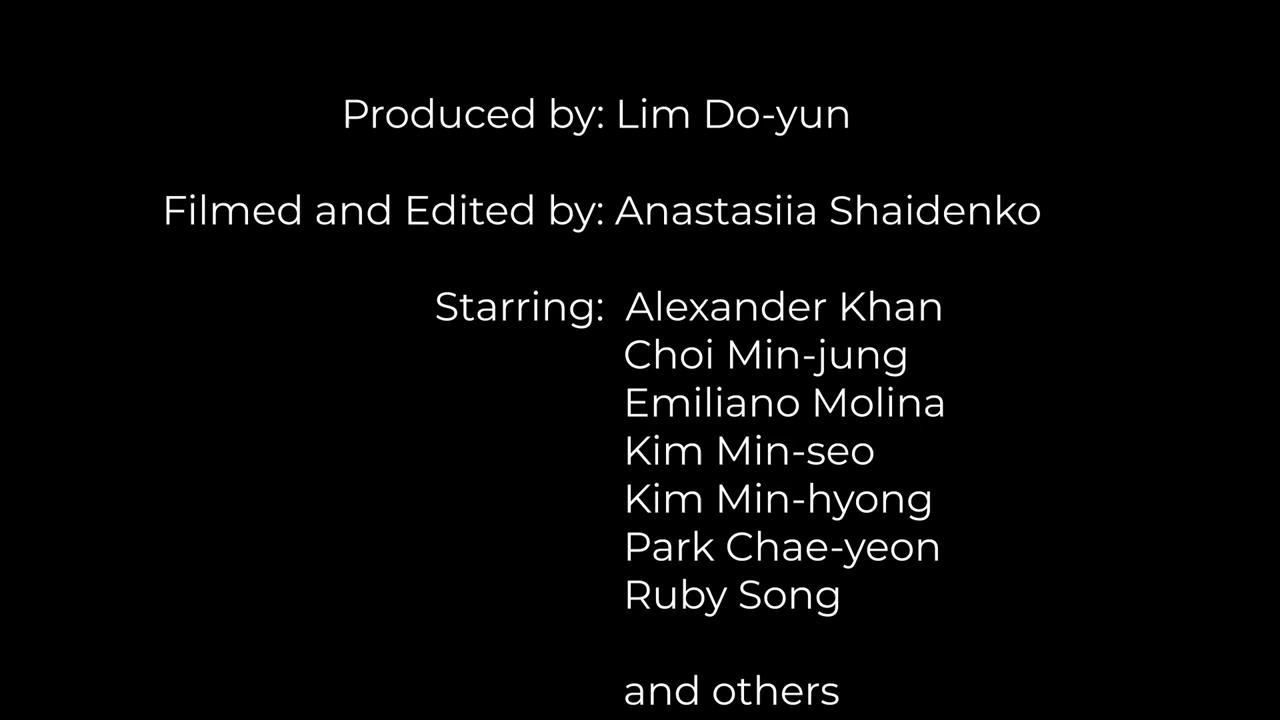 Produced by: Lim Do-yun
Filmed and Edited by: Anastasiia Shaidenko
Starring: Alexander Khan
Choi Min-jung
Emiliano Molina
Kim Min-seo
Kim Min-hyong
Park Chae-yeon
Ruby Song
and others